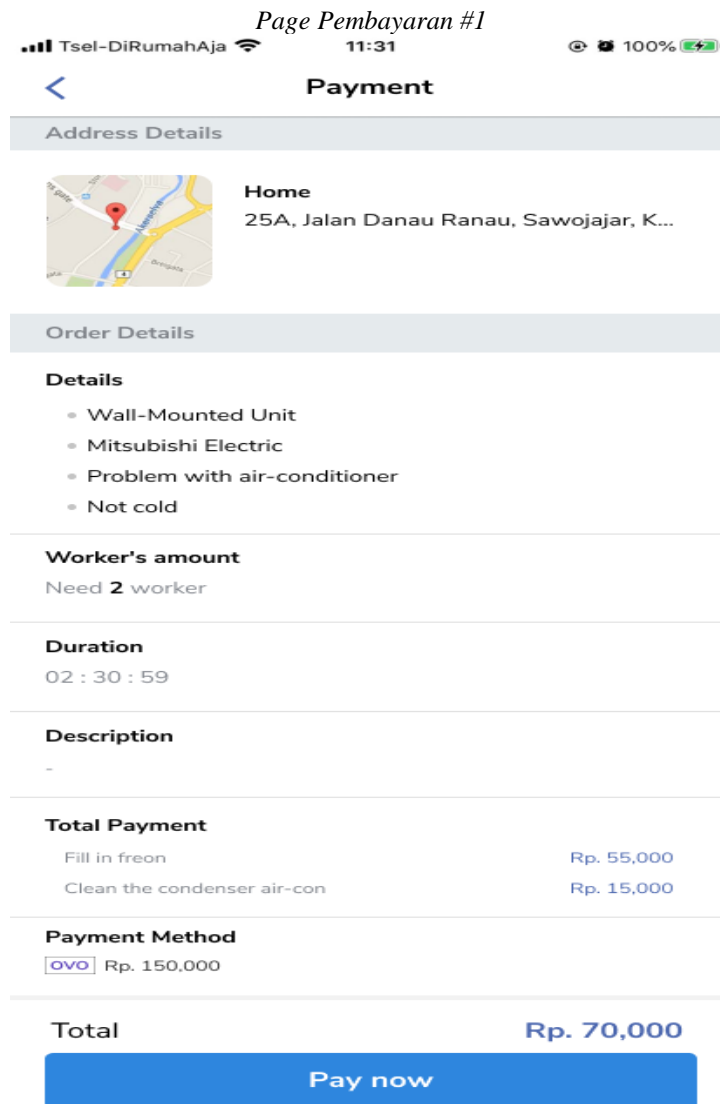 Page Pembayaran #1
Tsel-DiRumahAja 11:31 100%
Payment
Address Details
Home
25A, Jalan Danau Ranau, Sawojajar, K...
Akerselva
4
Order Details
Details
Wall-Mounted Unit
Mitsubishi Electric
Problem with air-conditioner
Not cold
Worker's amount
Need 2 worker
Duration
02 : 30 : 59
Description
-
Total Payment
Fill in freon Rp. 55,000
Clean the condenser air-con Rp. 15,000
Payment Method
OVO Rp. 150,000
Total Rp. 70,000
Pay now